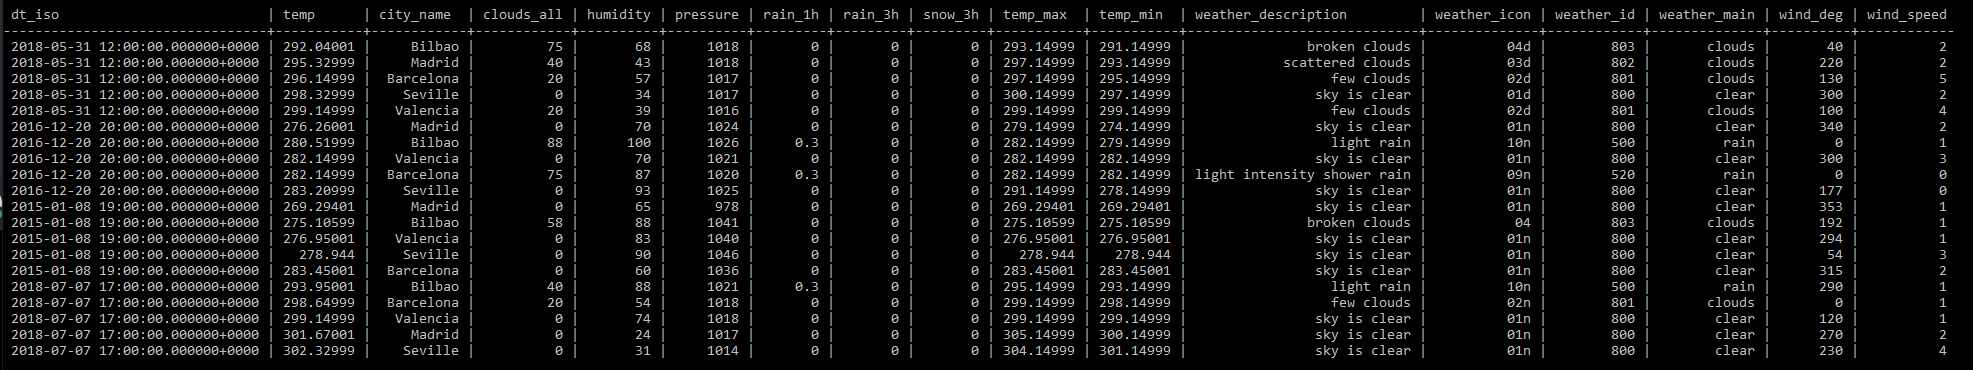 dt_iso | temp | city_name | clouds_all | humidity | pressure | rain_1h | rain_3h | snow_3h | temp_max | temp_min | weather_description | weather_icon | weather_id | weather_main | wind_deg | wind_speed
2018-05-31 12:00:00.000000+0000 | 292.04001 | Bilbao | 75 | 68 | 1018 | 0 | 0 | 0 | 293.14999 | 291.14999 | broken clouds | 04d | 803 | clouds | 40 | 2
2018-05-31 12:00:00.000000+0000 | 295.32999 | Madrid | 40 | 43 | 1018 | 0 | 0 | 0 | 297.14999 | 293.14999 | scattered clouds | 03d | 802 | clouds | 220 | 2
2018-05-31 12:00:00.000000+0000 | 296.14999 | Barcelona | 20 | 57 | 1017 | 0 | 0 | 0 | 297.14999 | 295.14999 | few clouds | 02d | 801 | clouds | 130 | 5
2018-05-31 12:00:00.000000+0000 | 298.32999 | Seville | 0 | 34 | 1017 | 0 | 0 | 0 | 300.14999 | 297.14999 | sky is clear | 01d | 800 | clear | 300 | 2
2018-05-31 12:00:00.000000+0000 | 299.14999 | Valencia | 20 | 39 | 1016 | 0 | 0 | 0 | 299.14999 | 299.14999 | few clouds | 02d | 801 | clouds | 100 | 4
2016-12-20 20:00:00.000000+0000 | 276.26001 | Madrid | 0 | 70 | 1024 | 0 | 0 | 0 | 279.14999 | 274.14999 | sky is clear | 01n | 800 | clear | 340 | 2
2016-12-20 20:00:00.000000+0000 | 280.51999 | Bilbao | 88 | 100 | 1026 | 0.3 | 0 | 0 | 282.14999 | 279.14999 | light rain | 10n | 500 | rain | 0 | 1
2016-12-20 20:00:00.000000+0000 | 282.14999 | Valencia | 0 | 70 | 1021 | 0 | 0 | 0 | 282.14999 | 282.14999 | sky is clear | 01n | 800 | clear | 300 | 3
2016-12-20 20:00:00.000000+0000 | 282.14999 | Barcelona | 75 | 87 | 1020 | 0.3 | 0 | 0 | 282.14999 | 282.14999 | light intensity shower rain | 09n | 520 | rain | 0 | 0
2016-12-20 20:00:00.000000+0000 | 283.20999 | Seville | 0 | 93 | 1025 | 0 | 0 | 0 | 291.14999 | 278.14999 | sky is clear | 01n | 800 | clear | 177 | 0
2015-01-08 19:00:00.000000+0000 | 269.29401 | Madrid | 0 | 65 | 978 | 0 | 0 | 0 | 269.29401 | 269.29401 | sky is clear | 01n | 800 | clear | 353 | 1
2015-01-08 19:00:00.000000+0000 | 275.10599 | Bilbao | 58 | 88 | 1041 | 0 | 0 | 0 | 275.10599 | 275.10599 | broken clouds | 04 | 803 | clouds | 192 | 1
2015-01-08 19:00:00.000000+0000 | 276.95001 | Valencia | 0 | 83 | 1040 | 0 | 0 | 0 | 276.95001 | 276.95001 | sky is clear | 01n | 800 | clear | 294 | 1
2015-01-08 19:00:00.000000+0000 | 278.944 | Seville | 0 | 90 | 1046 | 0 | 0 | 0 | 278.944 | 278.944 | sky is clear | 01n | 800 | clear | 54 | 3
2015-01-08 19:00:00.000000+0000 | 283.45001 | Barcelona | 0 | 60 | 1036 | 0 | 0 | 0 | 283.45001 | 283.45001 | sky is clear | 01n | 800 | clear | 315 | 2
2018-07-07 17:00:00.000000+0000 | 293.95001 | Bilbao | 40 | 88 | 1021 | 0.3 | 0 | 0 | 295.14999 | 293.14999 | light rain | 10n | 500 | rain | 290 | 1
2018-07-07 17:00:00.000000+0000 | 298.64999 | Barcelona | 20 | 54 | 1018 | 0 | 0 | 0 | 299.14999 | 298.14999 | few clouds | 02n | 801 | clouds | 0 | 1
2018-07-07 17:00:00.000000+0000 | 299.14999 | Valencia | 0 | 74 | 1018 | 0 | 0 | 0 | 299.14999 | 299.14999 | sky is clear | 01n | 800 | clear | 120 | 1
2018-07-07 17:00:00.000000+0000 | 301.67001 | Madrid | 0 | 24 | 1017 | 0 | 0 | 0 | 305.14999 | 300.14999 | sky is clear | 01n | 800 | clear | 270 | 2
2018-07-07 17:00:00.000000+0000 | 302.32999 | Seville | 0 | 31 | 1014 | 0 | 0 | 0 | 304.14999 | 301.14999 | sky is clear | 01n | 800 | clear | 230 | 4